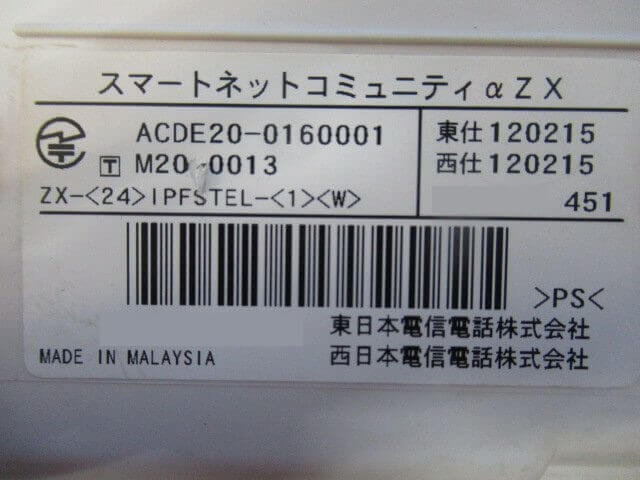 スマートネットコミュニティαZX
ACDE20-0160001
東仕120215
T M20-0013
西仕120215
ZX-<24>IPFSTEL-<1><W>
451
>PS<
東日本電信電話株式会社
MADE IN MALAYSIA
西日本電信電話株式会社